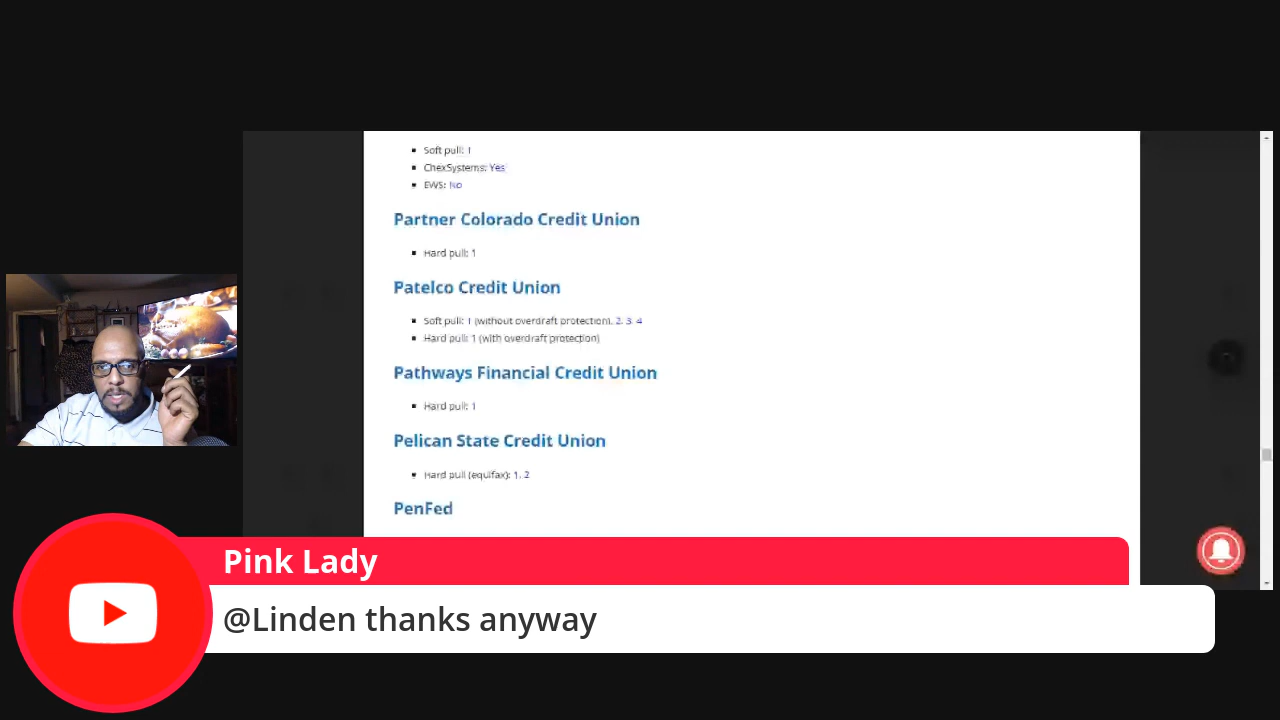 Soft pull: 1
ChexSystems: Yes
EWS: No
Partner Colorado Credit Union
Hard pull: 1
Patelco Credit Union
Soft pull: 1 (without overdraft protection), 2, 3, 4
Hard pull: 1 (with overdraft protection)
Pathways Financial Credit Union
Hard pull: 1
Pelican State Credit Union
Hard pull (equifax): 1, 2
PenFed
Pink Lady
@Linden thanks anyway